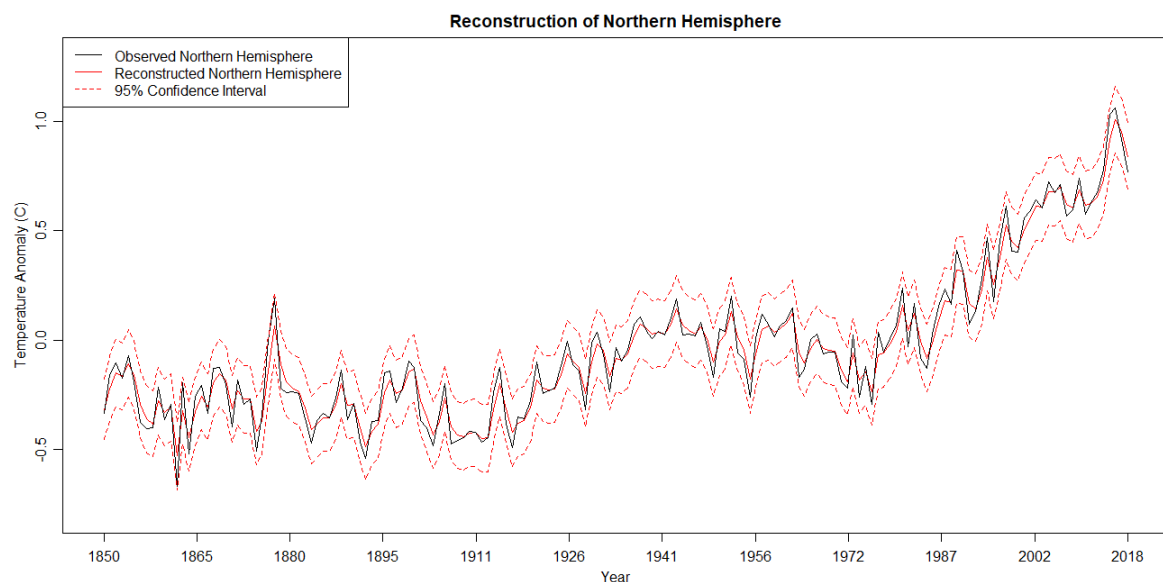 Reconstruction of Northern Hemisphere
Observed Northern Hemisphere
Reconstructed Northern Hemisphere
95% Confidence Interval
Temperature Anomaly (C)
1.0
0.5
0.0
−0.5
1850 1865 1880 1895 1911 1926 1941 1956 1972 1987 2002 2018
Year